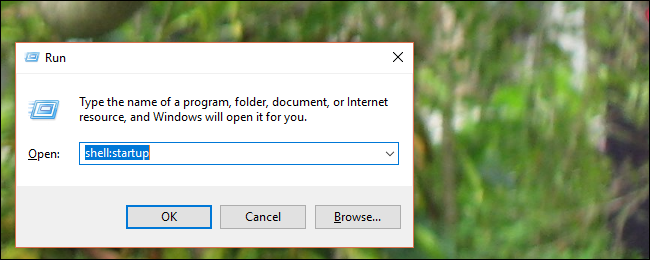 Run
Type the name of a program, folder, document, or Internet
resource, and Windows will open it for you.
Open: shell:startup
OK Cancel Browse...